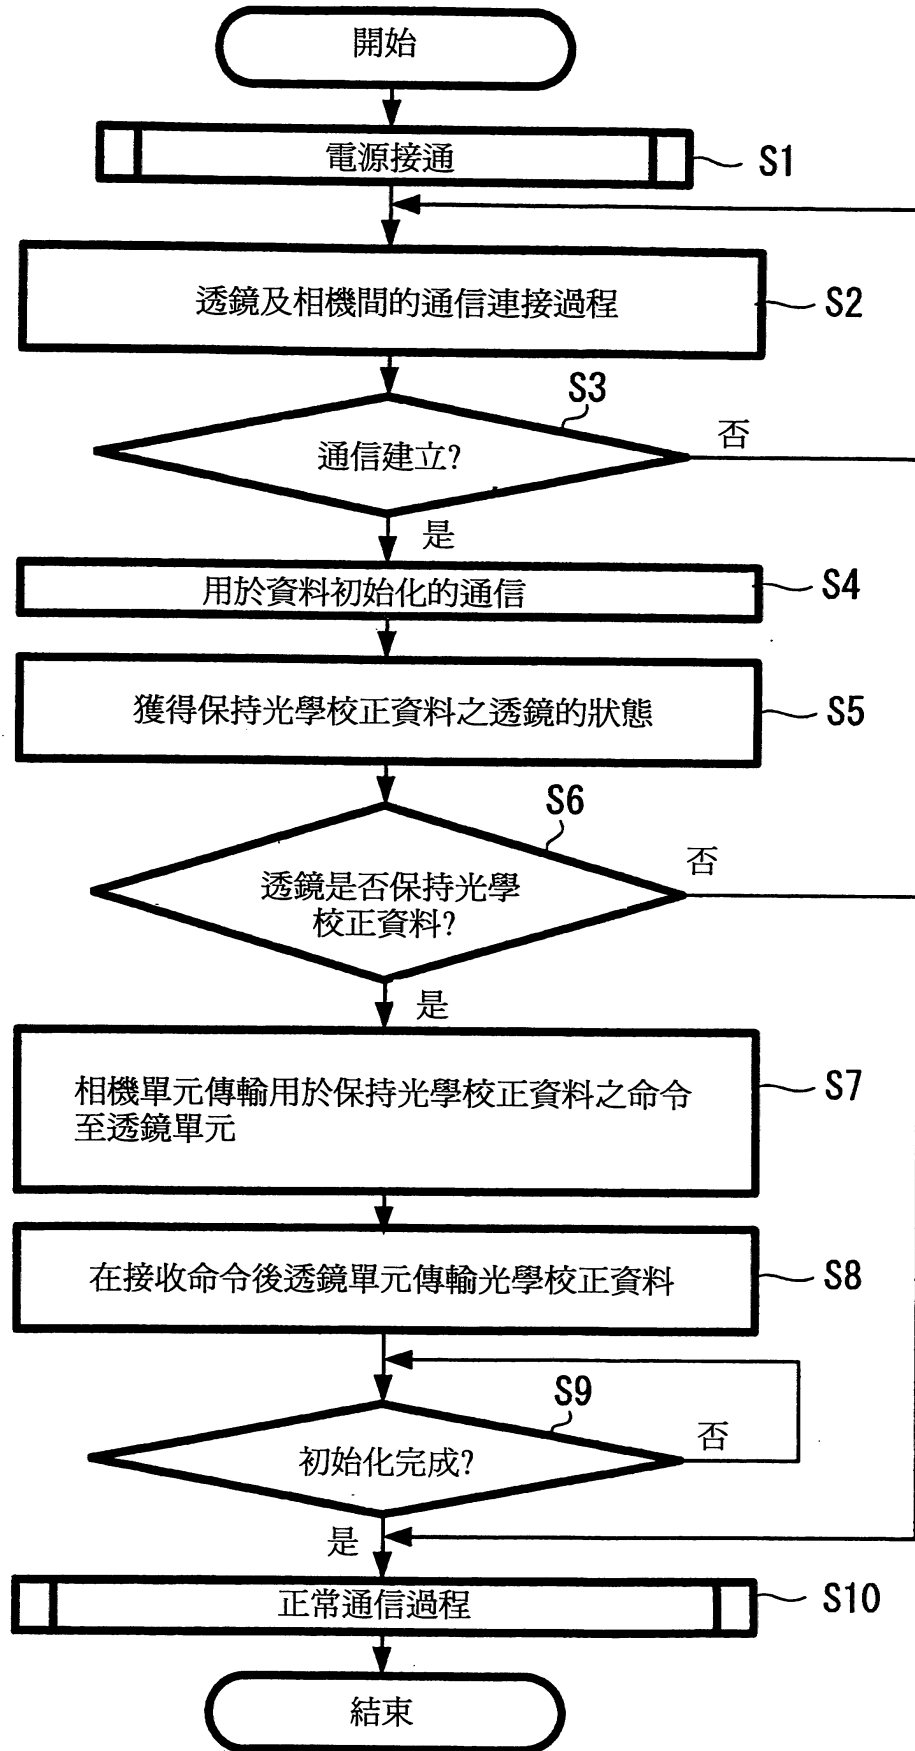 開始
電源接通
S1
透鏡及相機間的通信連接過程
S2
S3
通信建立?
否
是
用於資料初始化的通信
S4
獲得保持光學校正資料之透鏡的狀態
S5
S6
透鏡是否保持光學
校正資料?
否
是
相機單元傳輸用於保持光學校正資料之命令
至透鏡單元
S7
在接收命令後透鏡單元傳輸光學校正資料
S8
S9
初始化完成?
否
是
正常通信過程
S10
結束